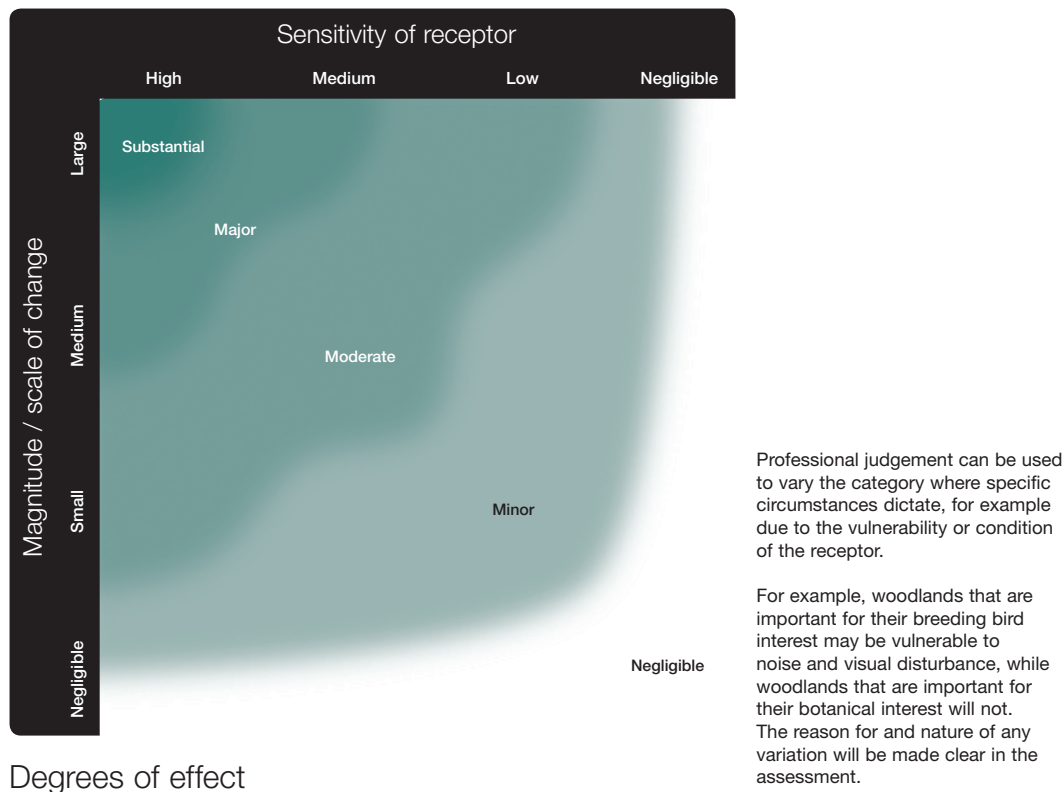 Sensitivity of receptor
High Medium Low Negligible
Magnitude / scale of change
Large
Medium
Small
Negligible
Substantial
Major
Moderate
Minor
Negligible
Degrees of effect
Professional judgement can be used
to vary the category where specific
circumstances dictate, for example
due to the vulnerability or condition
of the receptor.
For example, woodlands that are
important for their breeding bird
interest may be vulnerable to
noise and visual disturbance, while
woodlands that are important for
their botanical interest will not.
The reason for and nature of any
variation will be made clear in the
assessment.